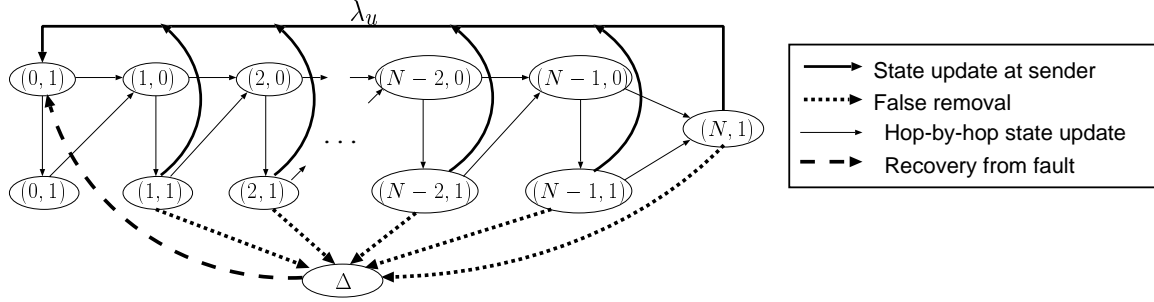 λ_u
(0, 1) (1, 0) (2, 0) (N − 2, 0) (N − 1, 0)
(N, 1)
. . .
(0, 1) (1, 1) (2, 1) (N − 2, 1) (N − 1, 1)
Δ
State update at sender
False removal
Hop-by-hop state update
Recovery from fault